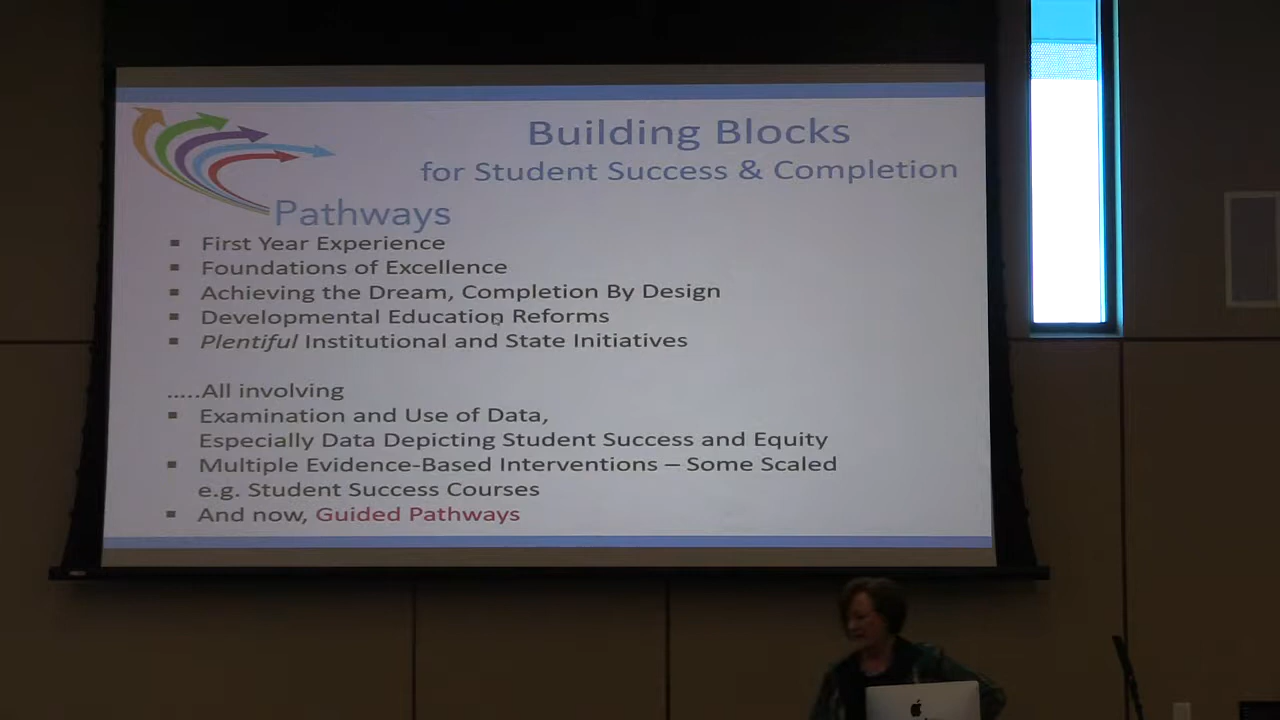 Building Blocks
for Student Success & Completion
Pathways
▪ First Year Experience
▪ Foundations of Excellence
▪ Achieving the Dream, Completion By Design
▪ Developmental Education Reforms
▪ Plentiful Institutional and State Initiatives
.....All involving
▪ Examination and Use of Data,
Especially Data Depicting Student Success and Equity
▪ Multiple Evidence-Based Interventions – Some Scaled
e.g. Student Success Courses
▪ And now, Guided Pathways